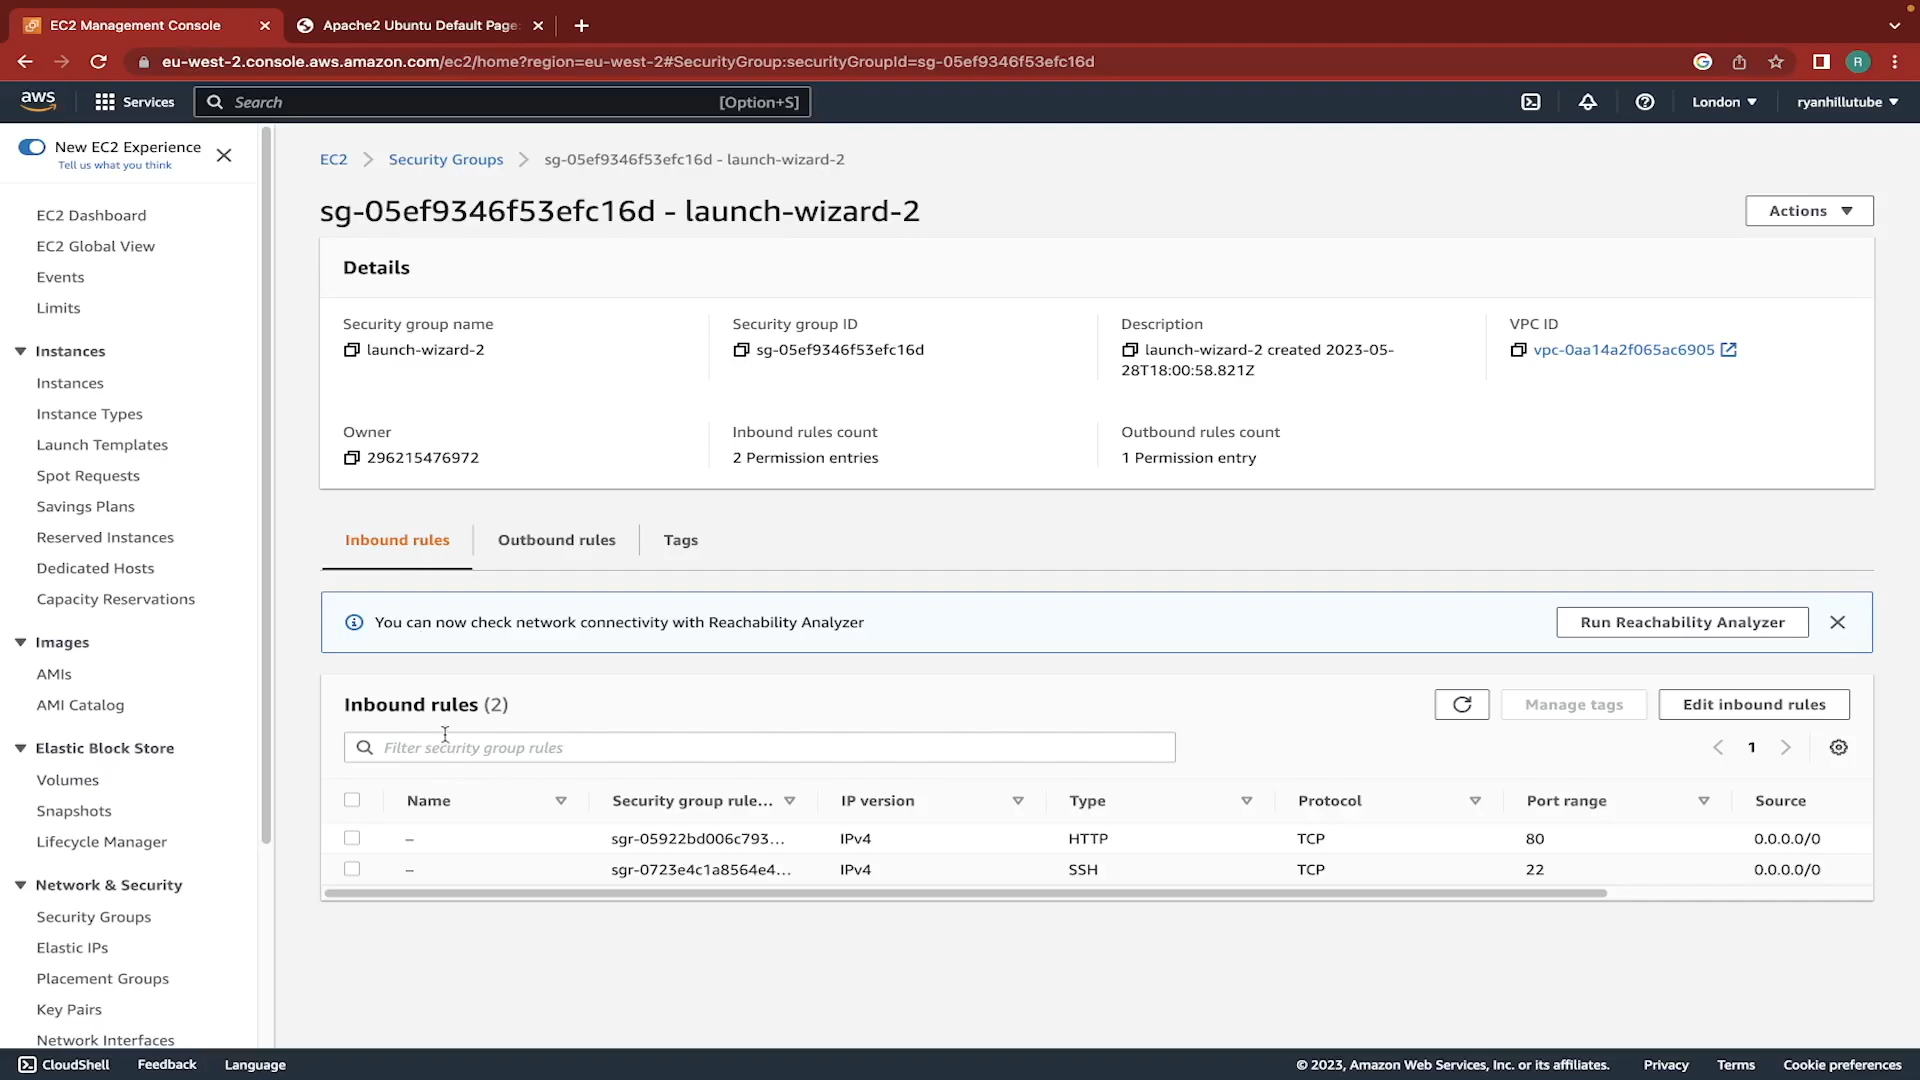 EC2 Management Console
Apache2 Ubuntu Default Page:
eu-west-2.console.aws.amazon.com/ec2/home?region=eu-west-2#SecurityGroup:securityGroupId=sg-05ef9346f53efc16d
R
aws
Services
Search
[Option+S]
London
ryanhillutube
New EC2 Experience
Tell us what you think
EC2 Dashboard
EC2 Global View
Events
Limits
Instances
Instances
Instance Types
Launch Templates
Spot Requests
Savings Plans
Reserved Instances
Dedicated Hosts
Capacity Reservations
Images
AMIs
AMI Catalog
Elastic Block Store
Volumes
Snapshots
Lifecycle Manager
Network & Security
Security Groups
Elastic IPs
Placement Groups
Key Pairs
Network Interfaces
EC2 > Security Groups > sg-05ef9346f53efc16d - launch-wizard-2
sg-05ef9346f53efc16d - launch-wizard-2
Actions
Details
Security group name
launch-wizard-2
Security group ID
sg-05ef9346f53efc16d
Description
launch-wizard-2 created 2023-05-
28T18:00:58.821Z
VPC ID
vpc-0aa14a2f065ac6905
Owner
296215476972
Inbound rules count
2 Permission entries
Outbound rules count
1 Permission entry
Inbound rules
Outbound rules
Tags
You can now check network connectivity with Reachability Analyzer
Run Reachability Analyzer
Inbound rules (2)
Manage tags
Edit inbound rules
Filter security group rules
1
Name Security group rule... IP version Type Protocol Port range Source
– sgr-05922bd006c793... IPv4 HTTP TCP 80 0.0.0.0/0
– sgr-0723e4c1a8564e4... IPv4 SSH TCP 22 0.0.0.0/0
CloudShell
Feedback
Language
© 2023, Amazon Web Services, Inc. or its affiliates.
Privacy
Terms
Cookie preferences